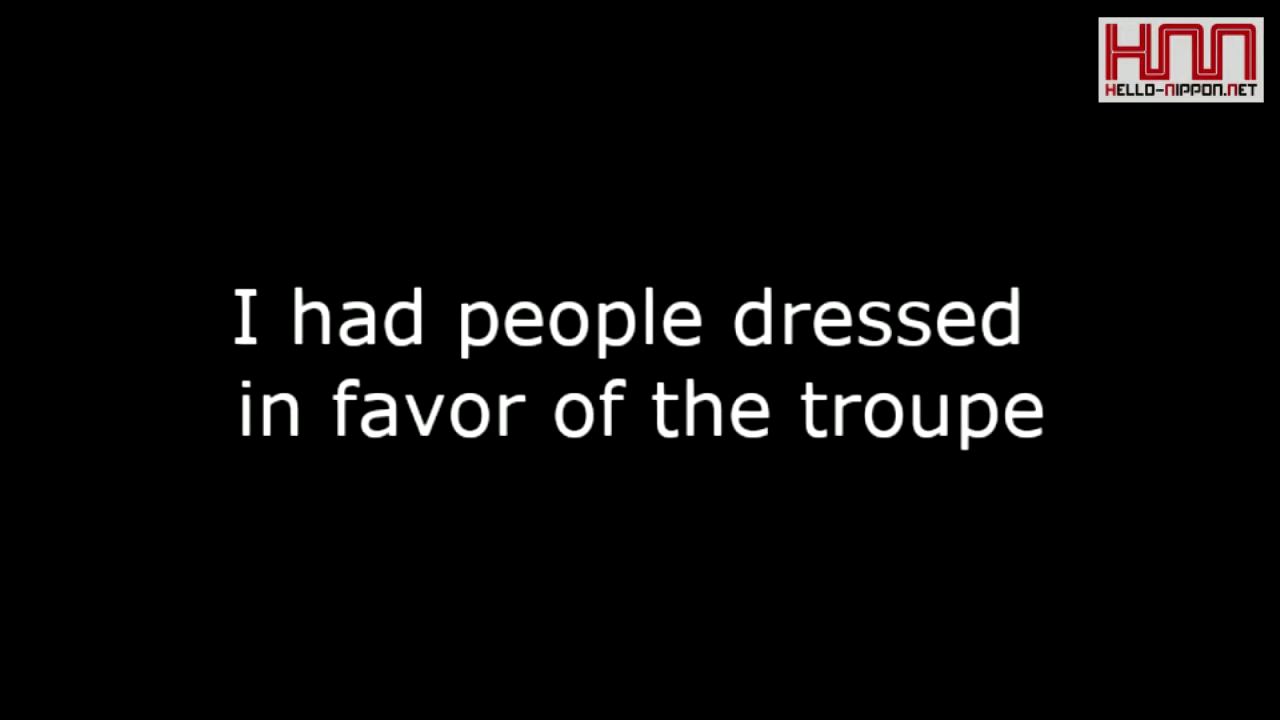 HNN
HELLO-NIPPON.NET
I had people dressed
in favor of the troupe